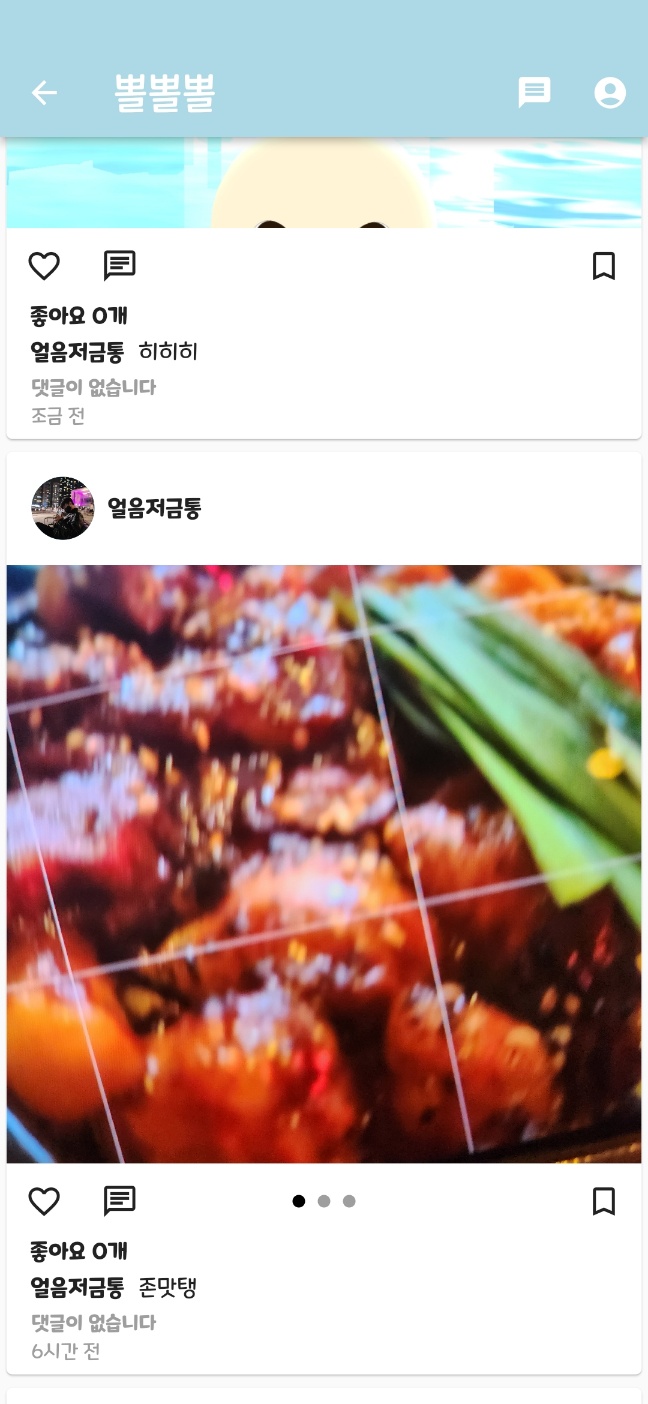 뽈뽈뽈
좋아요 0개
얼음저금통 히히히
댓글이 없습니다
조금 전
얼음저금통
좋아요 0개
얼음저금통 존맛탱
댓글이 없습니다
6시간 전